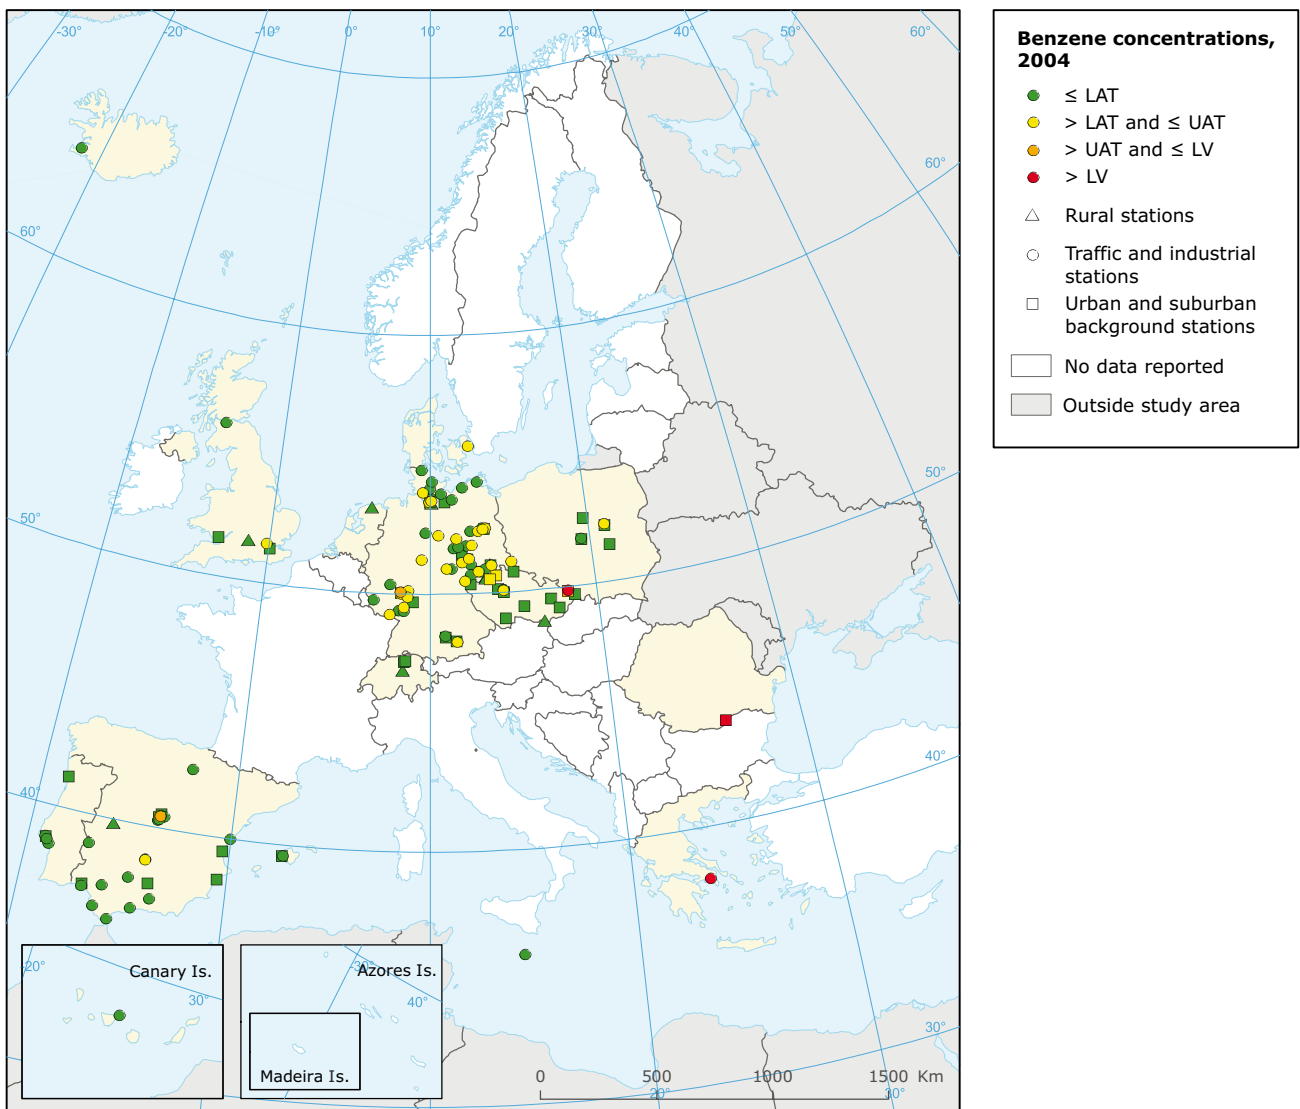 -30°
-20°
-10°
0°
10°
20°
30°
40°
50°
60°
60°
60°
50°
50°
40°
40°
30°
20°
Canary Is.
30°
-30°
Azores Is.
40°
Madeira Is.
0
500
1000
1500 Km
20°
30°
Benzene concentrations,
2004
≤ LAT
> LAT and ≤ UAT
> UAT and ≤ LV
> LV
Rural stations
Traffic and industrial
stations
Urban and suburban
background stations
No data reported
Outside study area